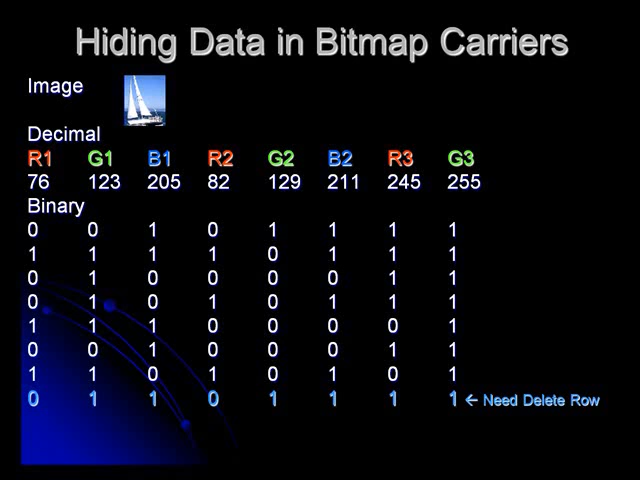 Hiding Data in Bitmap Carriers
Image
Decimal
R1 G1 B1 R2 G2 B2 R3 G3
76 123 205 82 129 211 245 255
Binary
0 0 1 0 1 1 1 1
1 1 1 1 0 1 1 1
0 1 0 0 0 0 1 1
0 1 0 1 0 1 1 1
1 1 1 0 0 0 0 1
0 0 1 0 0 0 1 1
1 1 0 1 0 1 0 1
0 1 1 0 1 1 1 1 ← Need Delete Row